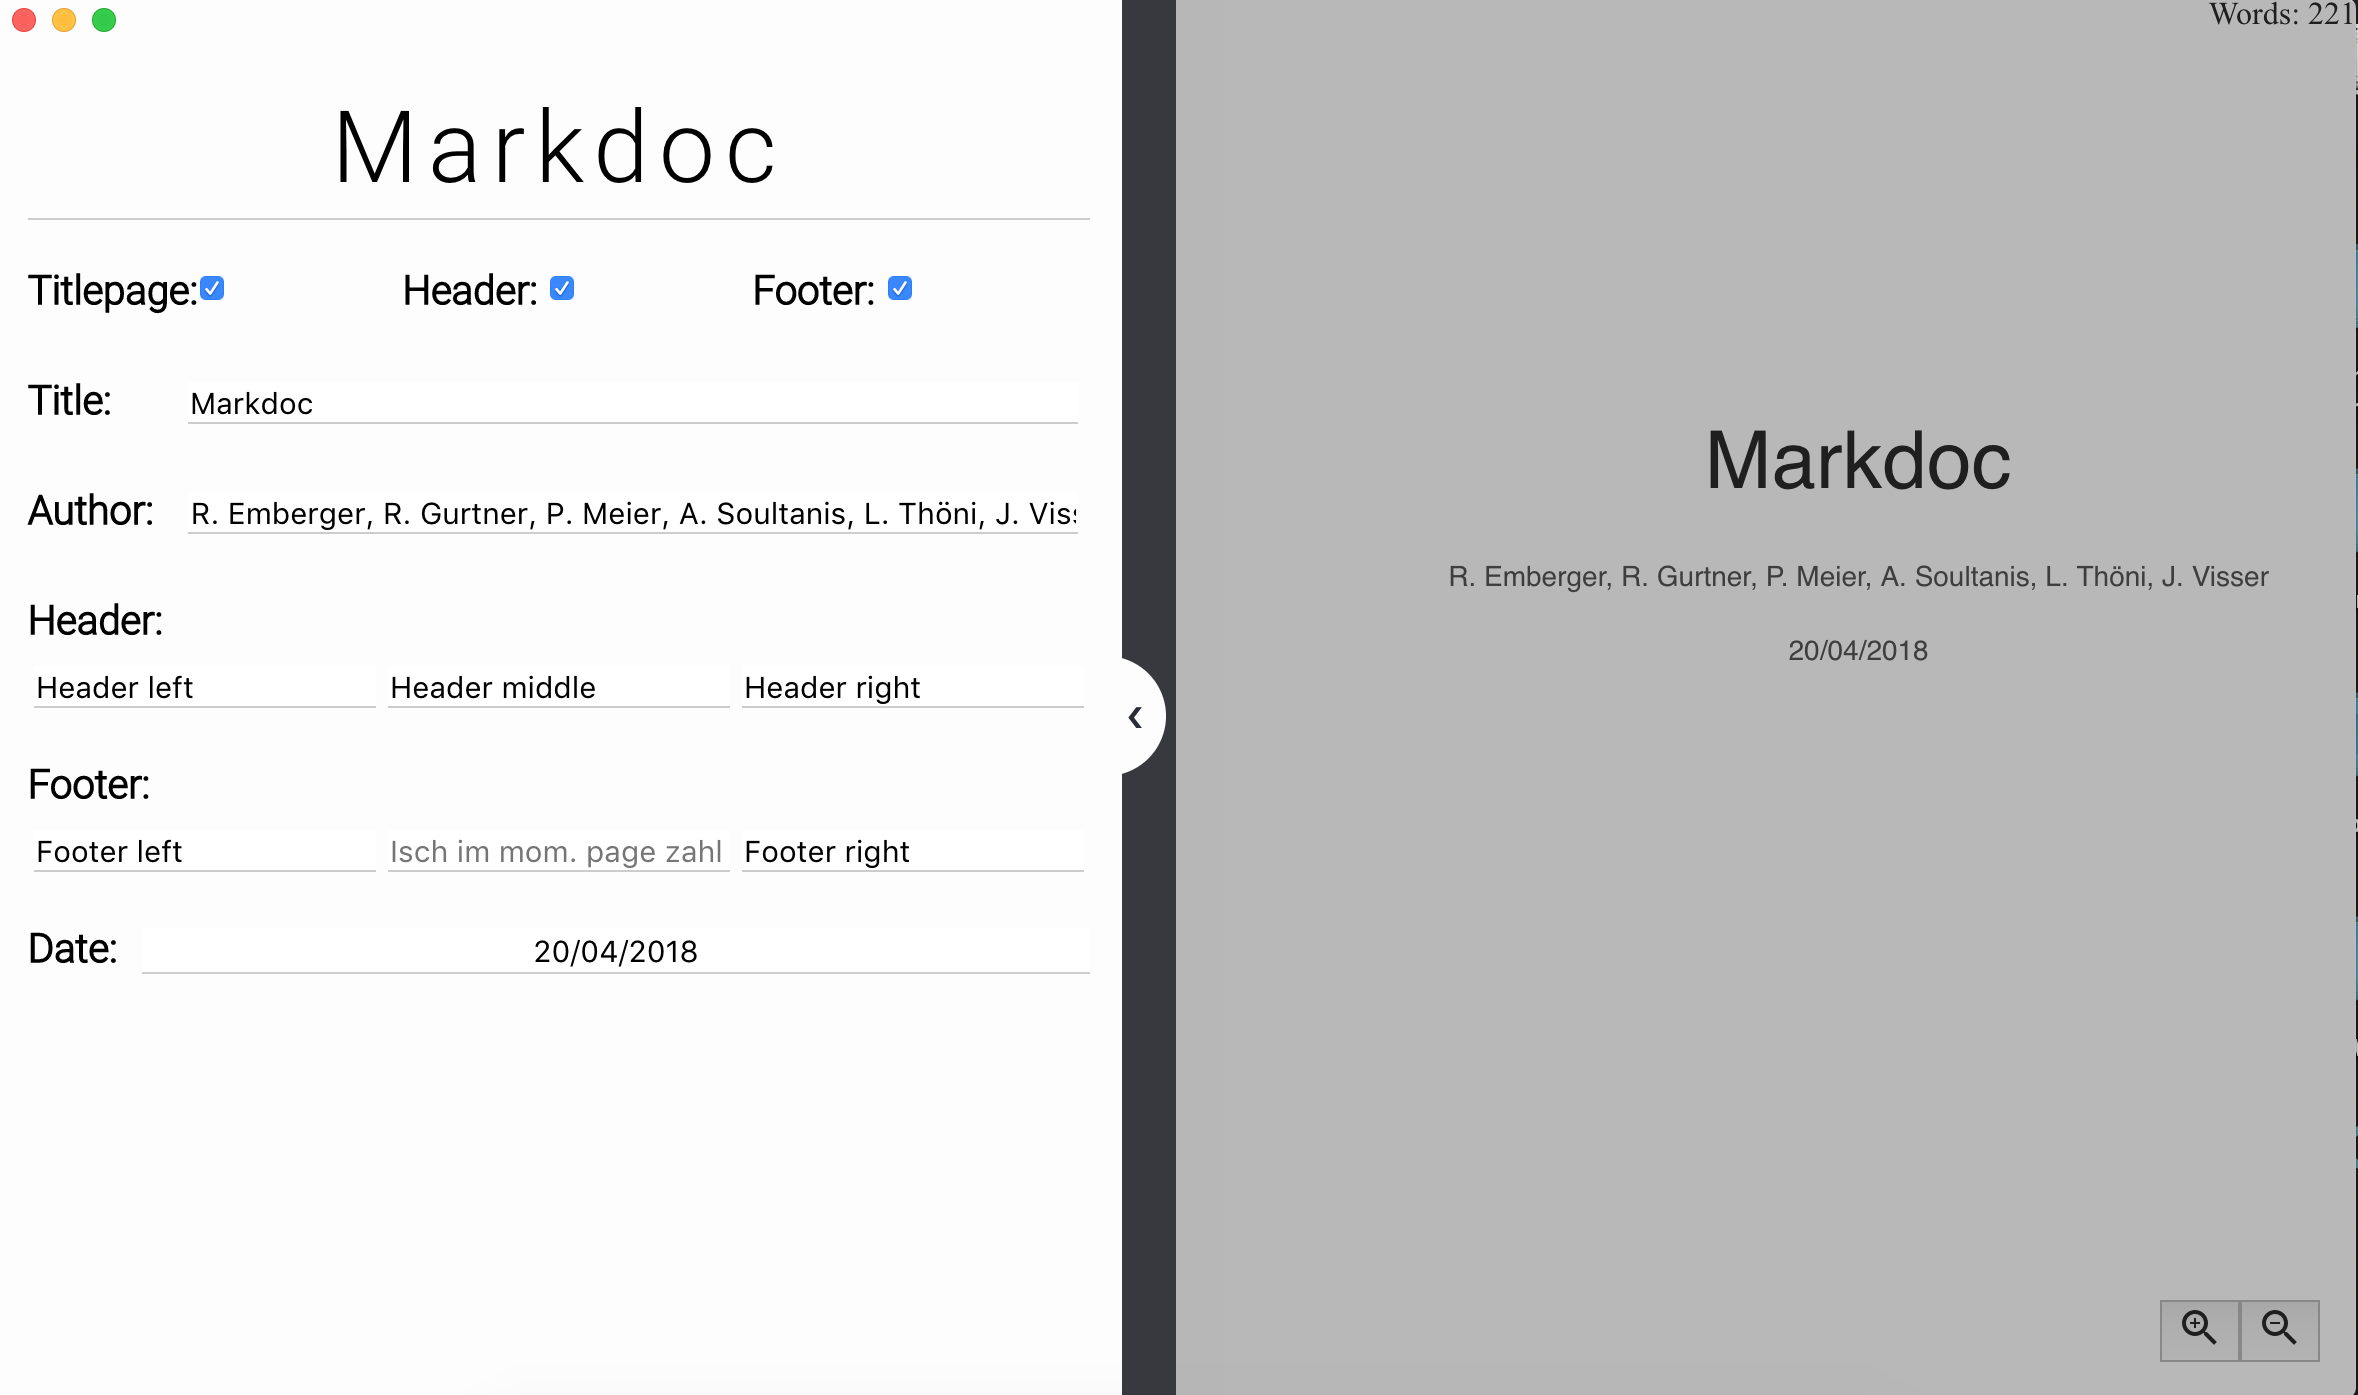 Markdoc
Titlepage: Header: Footer:
Title: Markdoc
Author: R. Emberger, R. Gurtner, P. Meier, A. Soultanis, L. Thöni, J. Vis
Header:
Header left Header middle Header right
Footer:
Footer left Isch im mom. page zahl Footer right
Date: 20/04/2018
Words: 221
Markdoc
R. Emberger, R. Gurtner, P. Meier, A. Soultanis, L. Thöni, J. Visser
20/04/2018